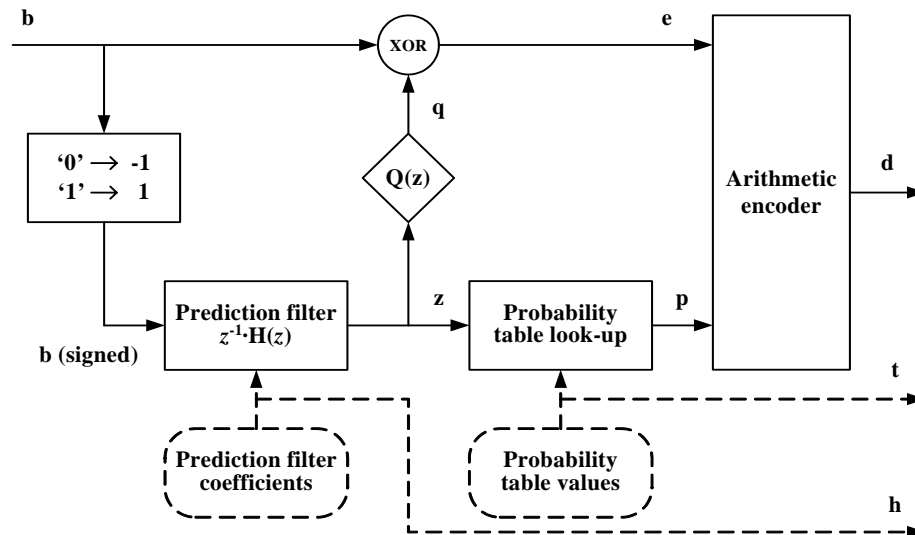 b
e
XOR
q
‘0’ → -1
‘1’ → 1
Q(z)
Arithmetic
encoder
d
Prediction filter
z⁻¹·H(z)
z
Probability
table look-up
p
b (signed)
t
Prediction filter
coefficients
Probability
table values
h